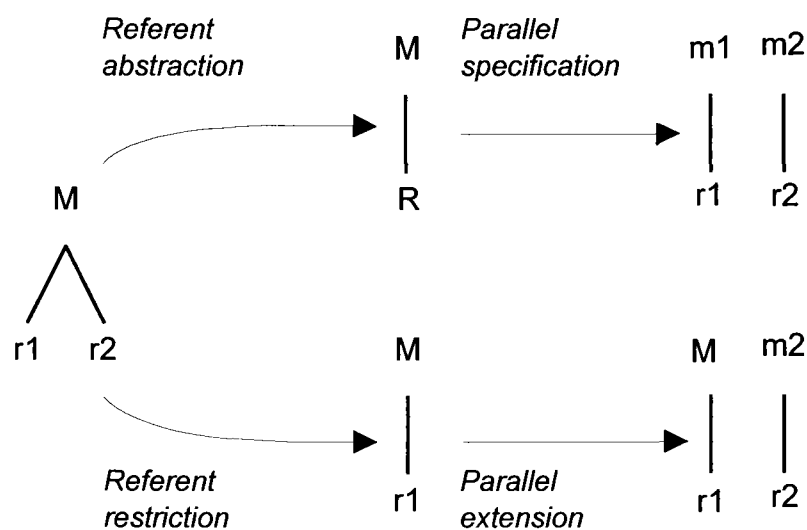 Referent
abstraction
M
Parallel
specification
m1 m2
M
R
r1 r2
r1 r2
M
M m2
Referent
restriction
r1
Parallel
extension
r1 r2